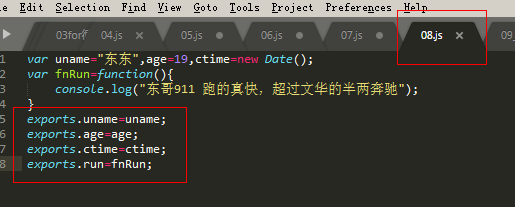 Edit Selection Find View Goto Tools Project Preferences Help
03forff 04.js 05.js 06.js 07.js 08.js 09_
1 var uname="东东",age=19,ctime=new Date();
2 var fnRun=function(){
3 console.log("东哥911 跑的真快，超过文华的半两奔驰");
4 }
5 exports.uname=uname;
6 exports.age=age;
7 exports.ctime=ctime;
8 exports.run=fnRun;